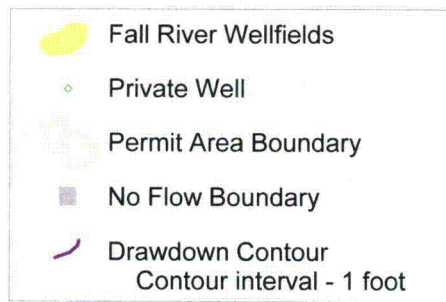 Fall River Wellfields
Private Well
Permit Area Boundary
No Flow Boundary
Drawdown Contour
Contour interval - 1 foot